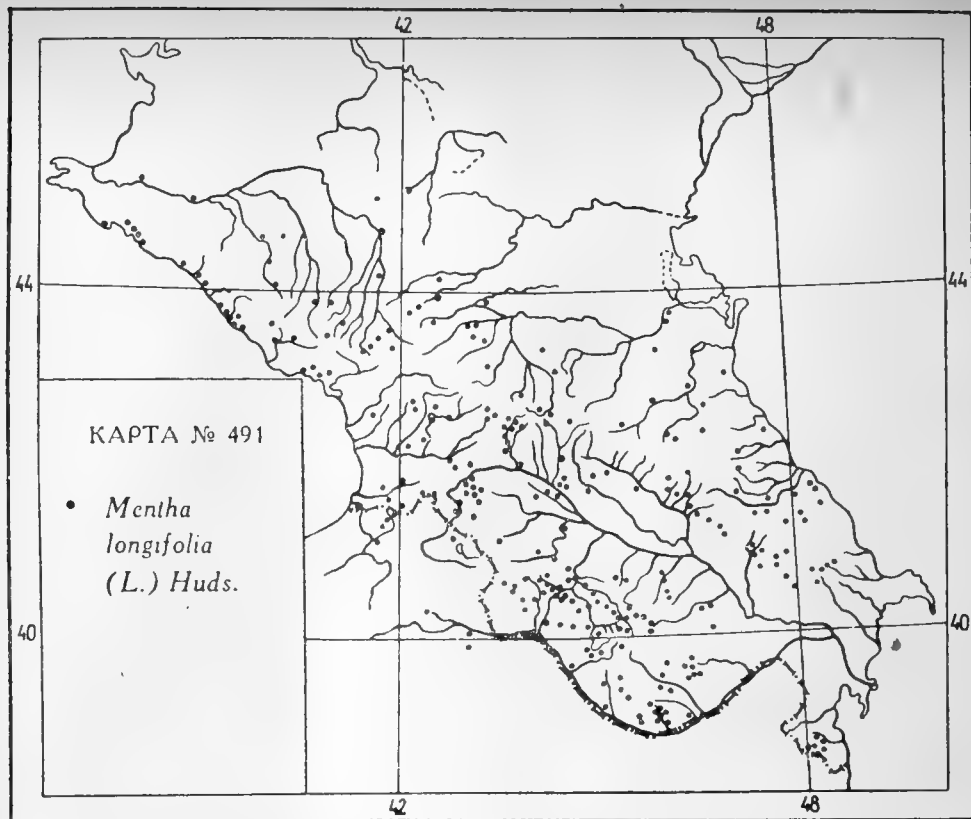 42 48
44 44
КАРТА № 491
• Mentha
longifolia
(L.) Huds.
40 40
42 48